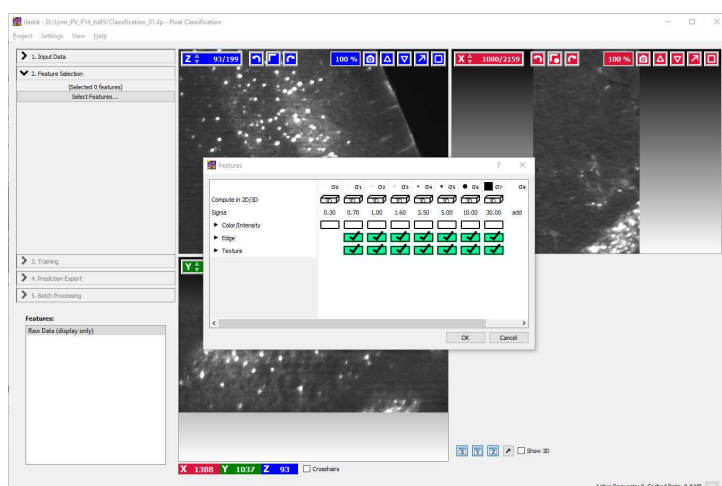 ilastik - D:/Lynn_PV_P14_hdf5/Classification_01.ilp - Pixel Classification
Project Settings View Help
1. Input Data
2. Feature Selection
(Selected 0 features)
Select Features...
Z 93/199 100 %
X 1080/2159 100 %
Features ? ×
σ0 σ1 σ2 σ3 σ4 σ5 σ6 σ7 σ8
Compute in 2D/3D
Sigma 0.30 0.70 1.00 1.60 3.50 5.00 10.00 30.00 add
Color/Intensity
Edge
Texture
OK Cancel
3. Training
4. Prediction Export
5. Batch Processing
Y
Features:
Raw Data (display only)
X Y Z Show 3D
X 1388 Y 1037 Z 93 Crosshairs